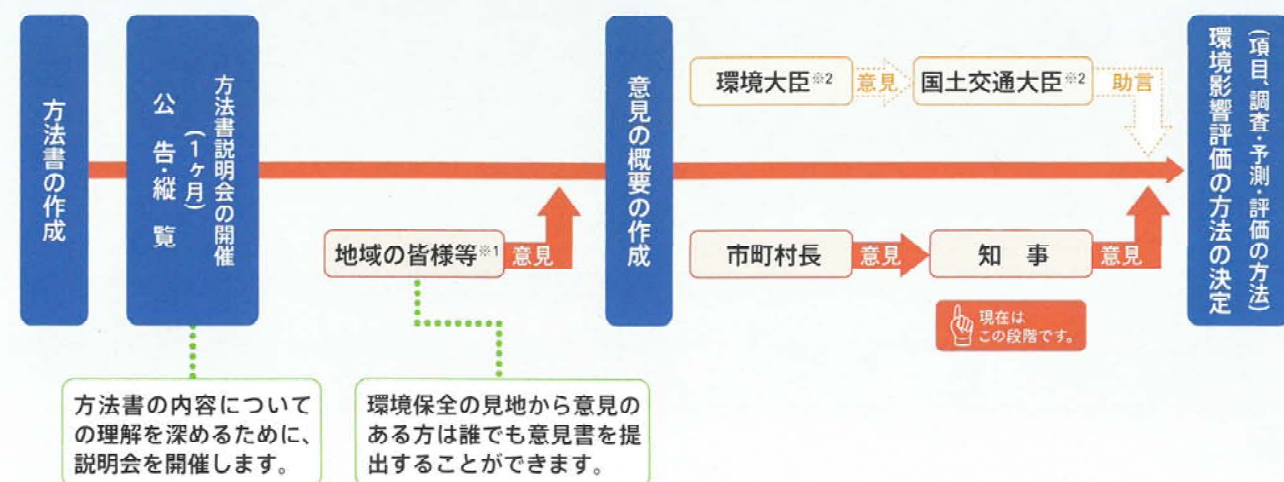 方法書の作成
方法書説明会の開催
(1ヶ月)
公告・縦覧
地域の皆様等※1
意見
方法書の内容について
の理解を深めるために、
説明会を開催します。
環境保全の見地から意見の
ある方は誰でも意見書を提
出することができます。
意見の概要の作成
環境大臣※2
意見
国土交通大臣※2
助言
市町村長
意見
知事
意見
現在は
この段階です。
(項目、調査・予測・評価の方法)
環境影響評価の方法の決定